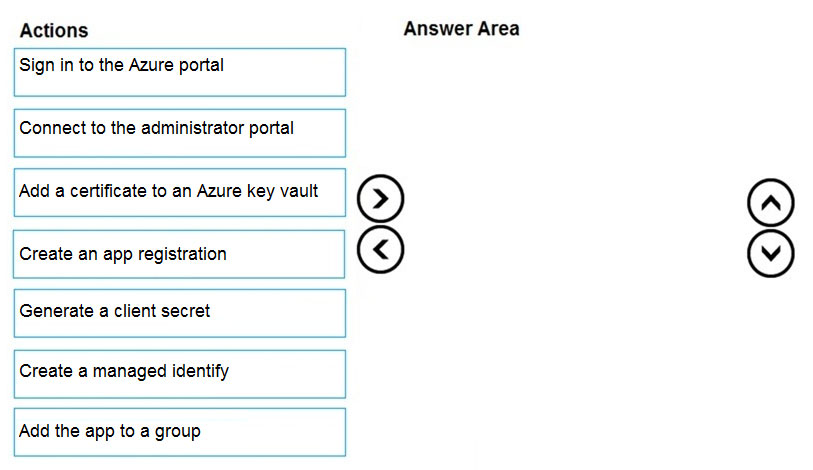 Actions
Answer Area
Sign in to the Azure portal
Connect to the administrator portal
Add a certificate to an Azure key vault
Create an app registration
Generate a client secret
Create a managed identify
Add the app to a group